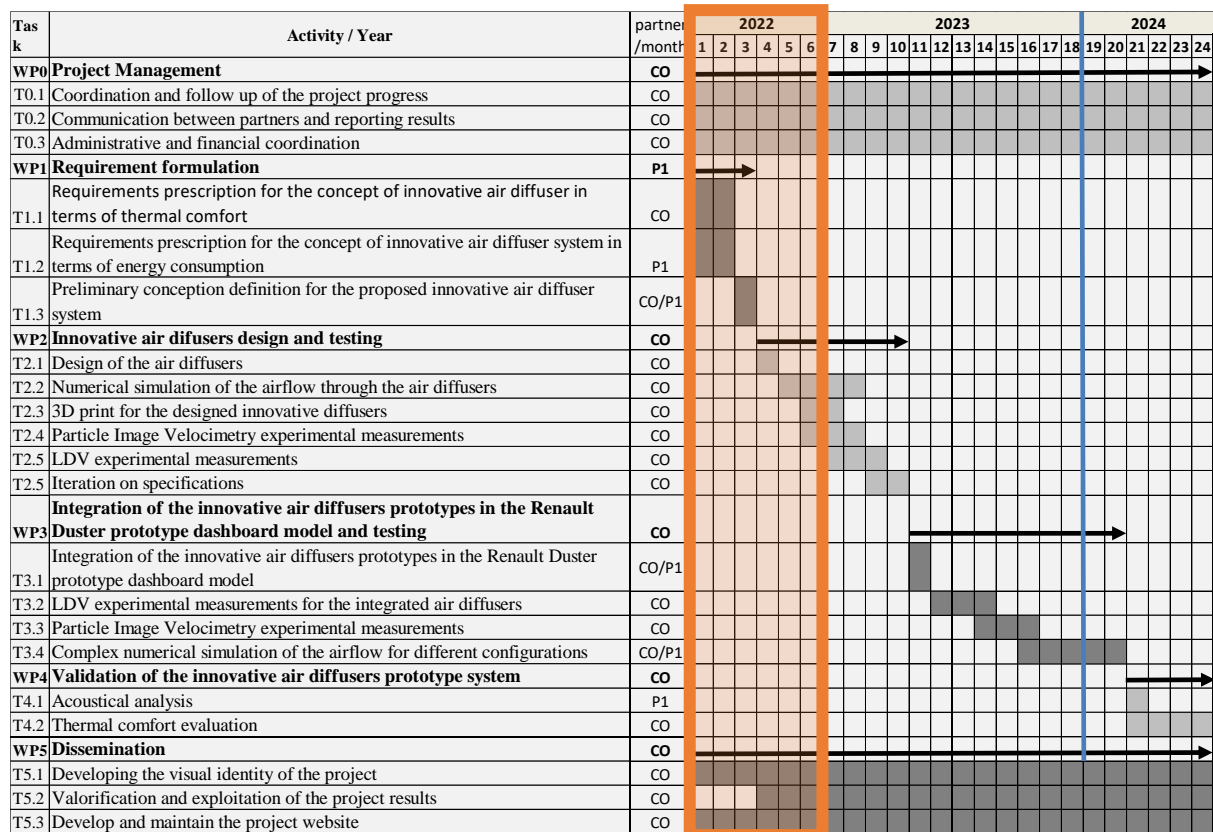 Tas k Activity / Year partner /month 2022 2023 2024
1 2 3 4 5 6 7 8 9 10 11 12 13 14 15 16 17 18 19 20 21 22 23 24
WP0 Project Management CO
T0.1 Coordination and follow up of the project progress CO
T0.2 Communication between partners and reporting results CO
T0.3 Administrative and financial coordination CO
WP1 Requirement formulation P1
Requirements prescription for the concept of innovative air diffuser in
T1.1 terms of thermal comfort CO
Requirements prescription for the concept of innovative air diffuser system in
T1.2 terms of energy consumption P1
Preliminary conception definition for the proposed innovative air diffuser
T1.3 system CO/P1
WP2 Innovative air difusers design and testing CO
T2.1 Design of the air diffusers CO
T2.2 Numerical simulation of the airflow through the air diffusers CO
T2.3 3D print for the designed innovative diffusers CO
T2.4 Particle Image Velocimetry experimental measurements CO
T2.5 LDV experimental measurements CO
T2.5 Iteration on specifications CO
Integration of the innovative air diffusers prototypes in the Renault
WP3 Duster prototype dashboard model and testing CO
Integration of the innovative air diffusers prototypes in the Renault Duster
T3.1 prototype dashboard model CO/P1
T3.2 LDV experimental measurements for the integrated air diffusers CO
T3.3 Particle Image Velocimetry experimental measurements CO
T3.4 Complex numerical simulation of the airflow for different configurations CO/P1
WP4 Validation of the innovative air diffusers prototype system CO
T4.1 Acoustical analysis P1
T4.2 Thermal comfort evaluation CO
WP5 Dissemination CO
T5.1 Developing the visual identity of the project CO
T5.2 Valorification and exploitation of the project results CO
T5.3 Develop and maintain the project website CO